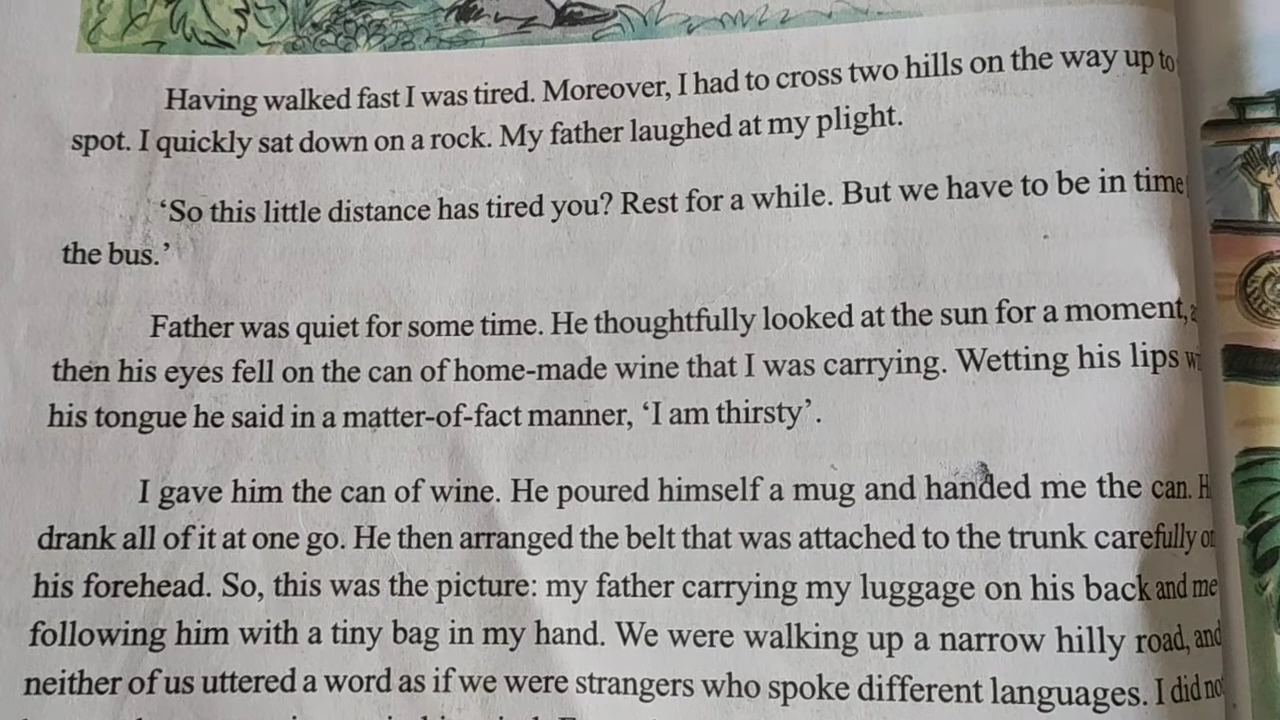 Having walked fast I was tired. Moreover, I had to cross two hills on the way up to
spot. I quickly sat down on a rock. My father laughed at my plight.
‘So this little distance has tired you? Rest for a while. But we have to be in time
the bus.’
Father was quiet for some time. He thoughtfully looked at the sun for a moment,
then his eyes fell on the can of home-made wine that I was carrying. Wetting his lips
his tongue he said in a matter-of-fact manner, ‘I am thirsty’.
I gave him the can of wine. He poured himself a mug and handed me the can.
drank all of it at one go. He then arranged the belt that was attached to the trunk carefully
his forehead. So, this was the picture: my father carrying my luggage on his back and me
following him with a tiny bag in my hand. We were walking up a narrow hilly road, and
neither of us uttered a word as if we were strangers who spoke different languages. I did